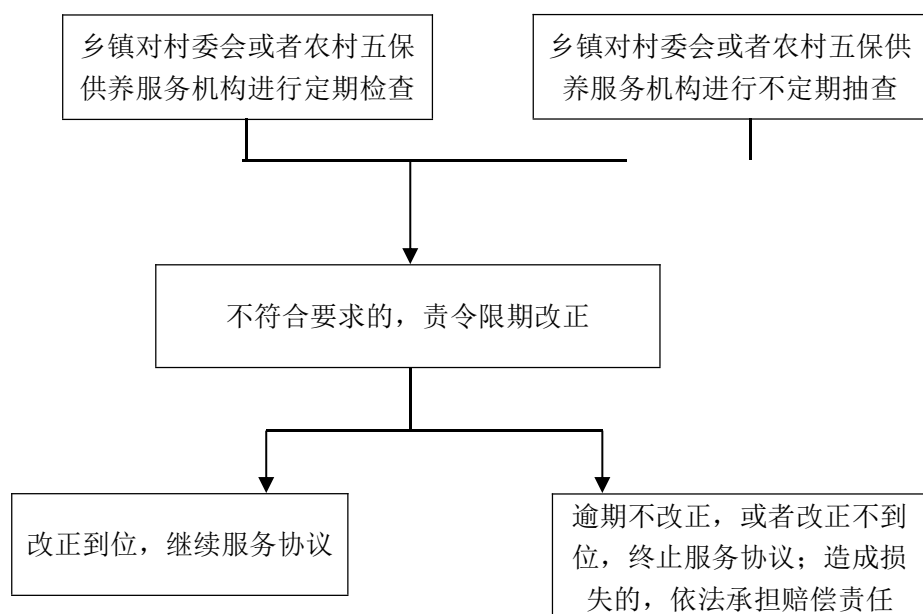 乡镇对村委会或者农村五保
供养服务机构进行定期检查
乡镇对村委会或者农村五保供
养服务机构进行不定期抽查
不符合要求的，责令限期改正
改正到位，继续服务协议
逾期不改正，或者改正不到
位，终止服务协议；造成损
失的，依法承担赔偿责任